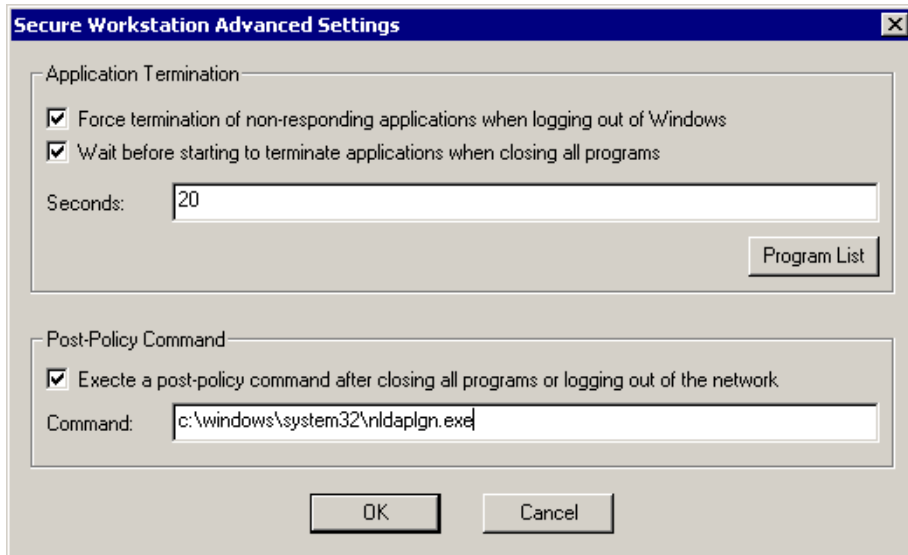 Secure Workstation Advanced Settings
Application Termination
Force termination of non-responding applications when logging out of Windows
Wait before starting to terminate applications when closing all programs
Seconds: 20
Program List
Post-Policy Command
Execte a post-policy command after closing all programs or logging out of the network
Command: c:\windows\system32\nldaplgn.exe
OK Cancel